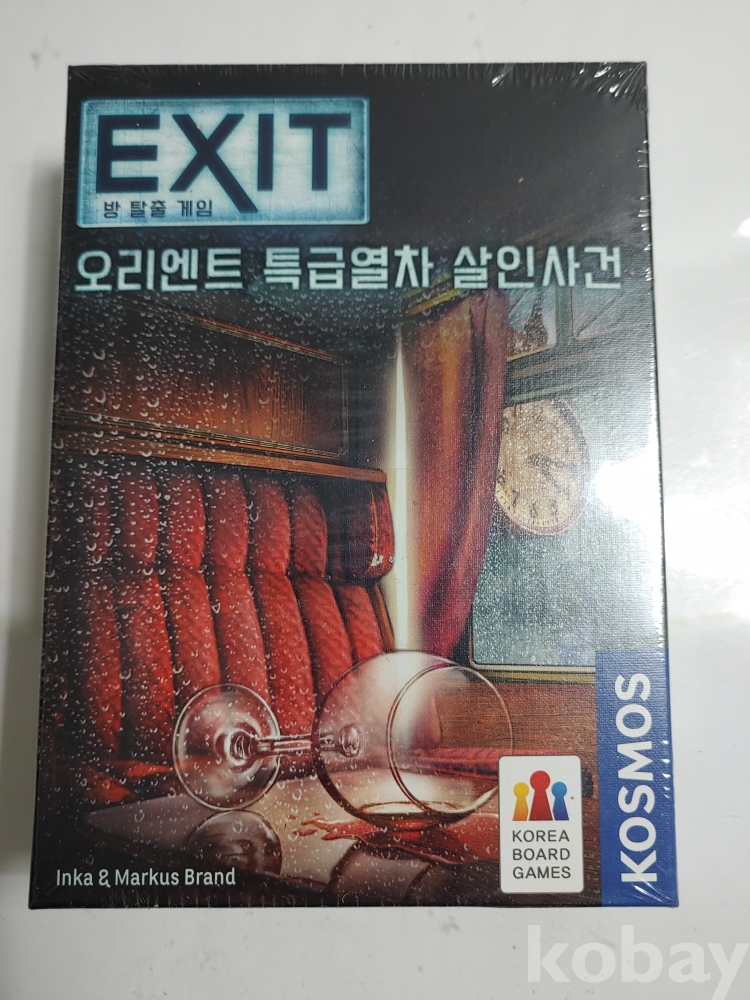 EXIT
방 탈출 게임
오리엔트 특급열차 살인사건
KOSMOS
KOREA
BOARD
GAMES
Inka & Markus Brand
kobay